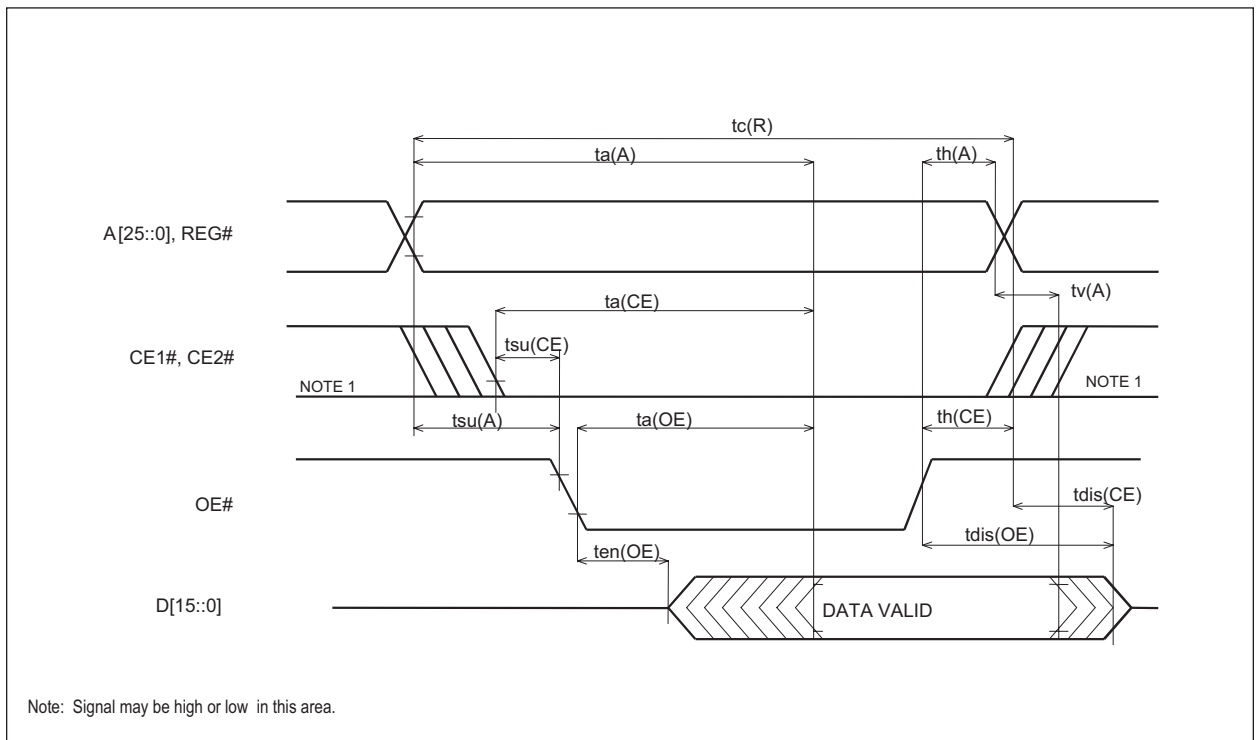 tc(R)
ta(A)
th(A)
A[25::0], REG#
tv(A)
ta(CE)
tsu(CE)
CE1#, CE2#
NOTE 1
NOTE 1
tsu(A)
ta(OE)
th(CE)
OE#
tdis(CE)
tdis(OE)
ten(OE)
D[15::0]
DATA VALID
Note: Signal may be high or low in this area.